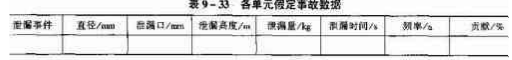 表9-33 各单元假定事故数据
泄漏事件 直径/mm 泄漏口/mm 泄漏高度/m 泄漏量/kg 泄漏时间/s 频率/a 贡献/%